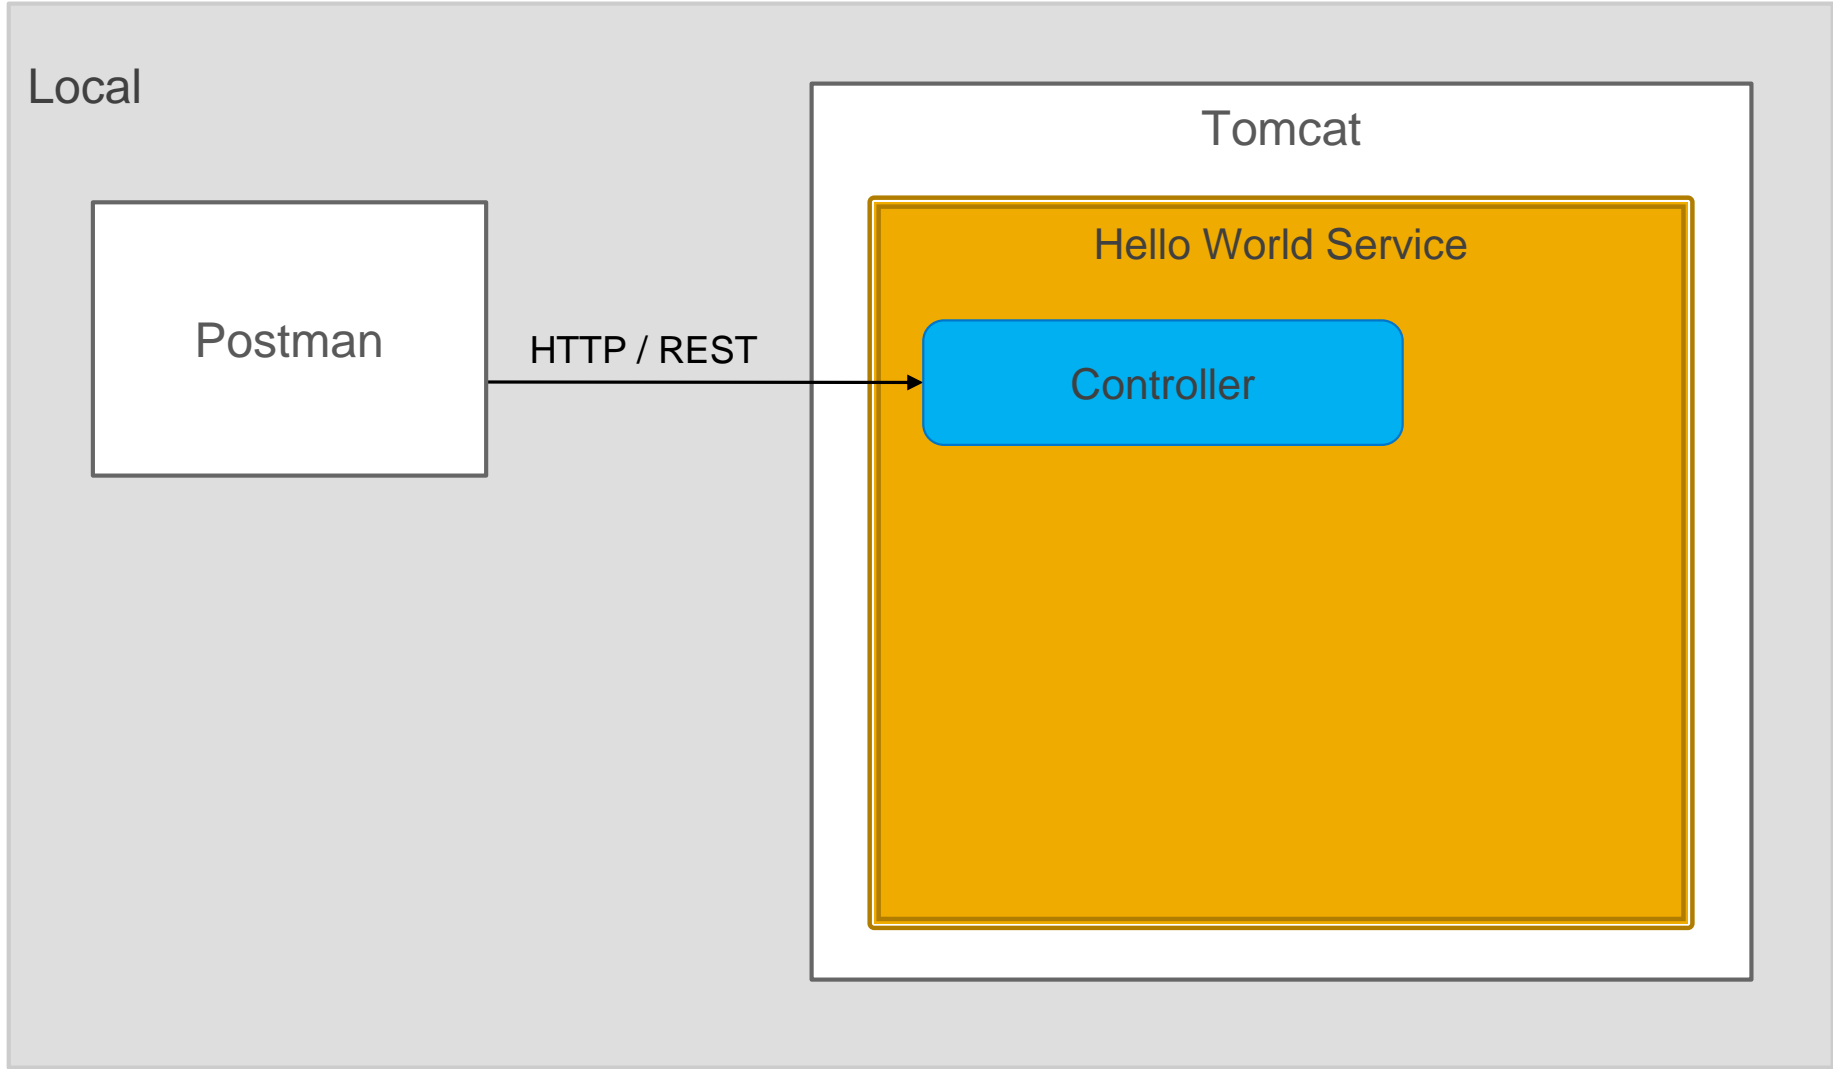 Local
Tomcat
Hello World Service
Postman
HTTP / REST
Controller